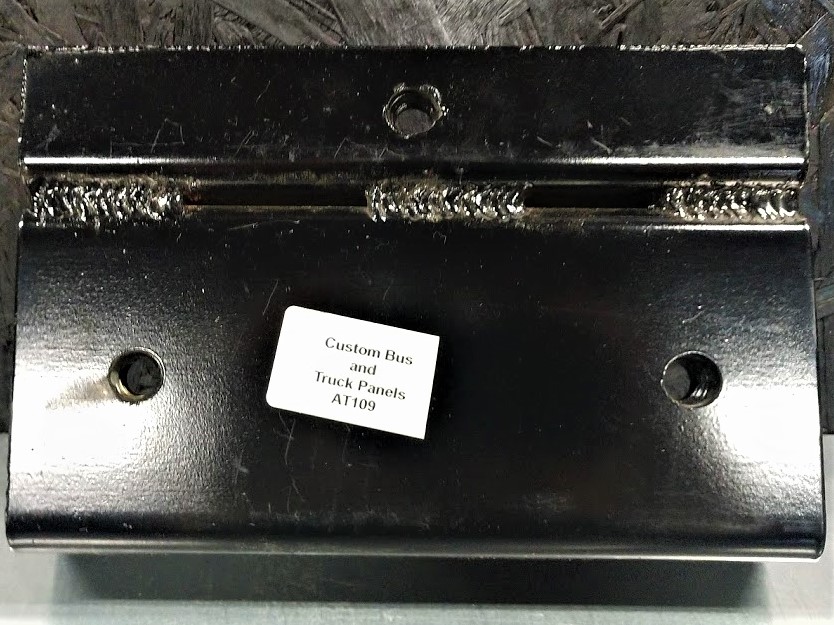 Custom Bus
and
Truck Panels
AT109